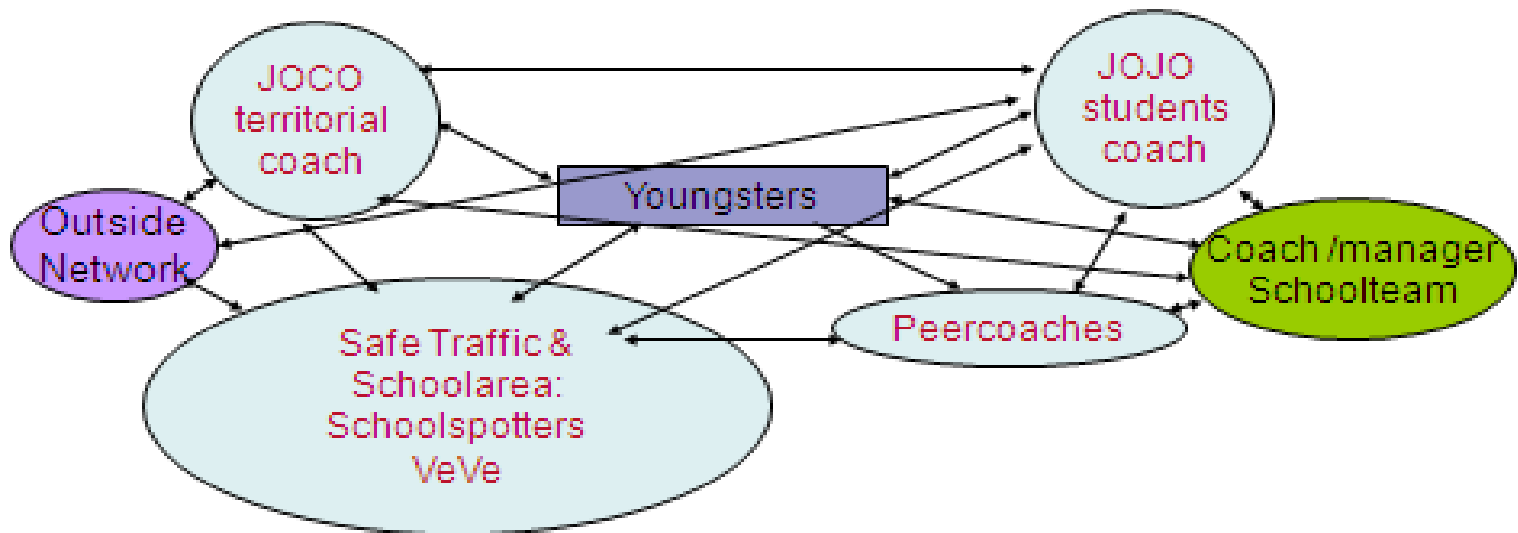 JOCO
territorial
coach
JOJO
students
coach
Youngsters
Outside
Network
Coach /manager
Schoolteam
Peercoaches
Safe Traffic &
Schoolarea:
Schoolspotters
VeVe